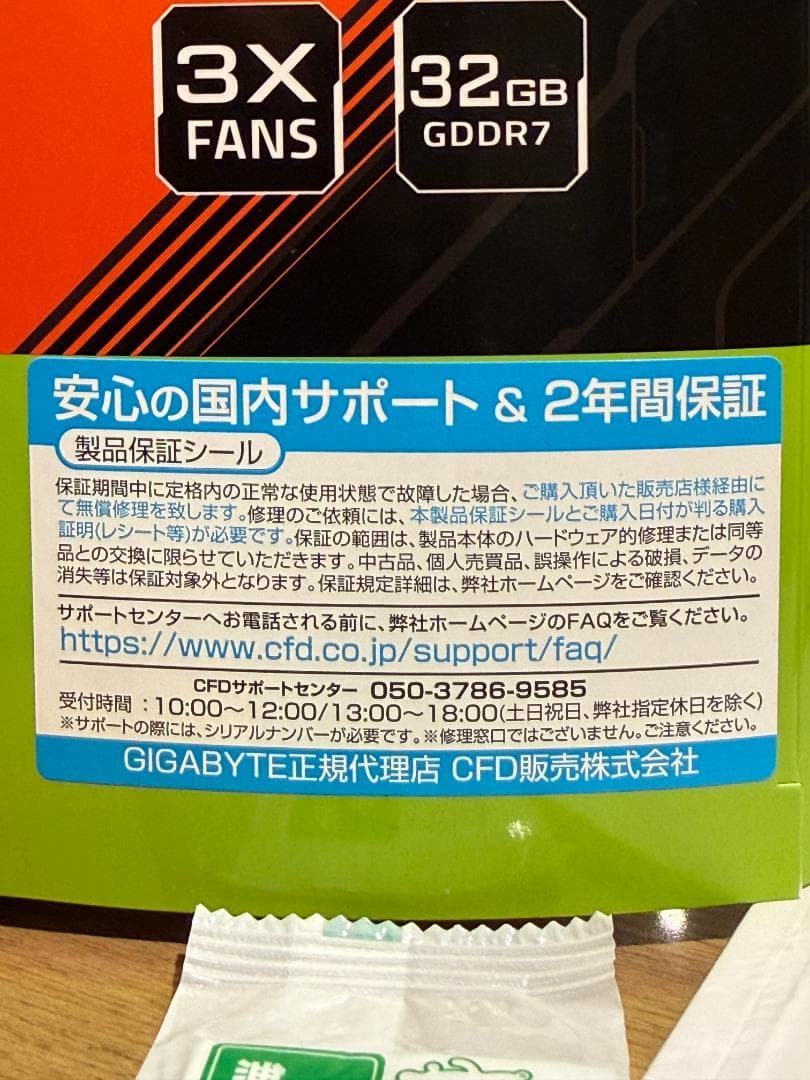 3X
FANS
32GB
GDDR7
安心の国内サポート & 2年間保証
製品保証シール
保証期間中に定格内の正常な使用状態で故障した場合、ご購入頂いた販売店様経由に
て無償修理を致します。修理のご依頼には、本製品保証シールとご購入日付が判る購入
証明(レシート等)が必要です。保証の範囲は、製品本体のハードウェア的修理または同等
品との交換に限らせていただきます。中古品、個人売買品、誤操作による破損、データの
消失等は保証対象外となります。保証規定詳細は、弊社ホームページをご確認ください。
サポートセンターへお電話される前に、弊社ホームページのFAQをご覧ください。
https://www.cfd.co.jp/support/faq/
CFDサポートセンター 050-3786-9585
受付時間 : 10:00～12:00/13:00～18:00(土日祝日、弊社指定休日を除く)
※サポートの際には、シリアルナンバーが必要です。※修理窓口ではございません。ご注意ください。
GIGABYTE正規代理店 CFD販売株式会社